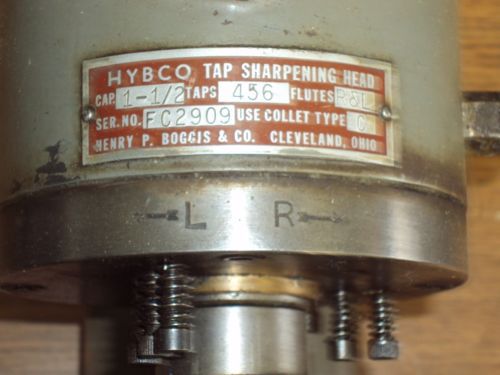 HYBCO TAP SHARPENING HEAD
CAP. 1-1/2 TAPS 456 FLUTES R&L
SER. NO. FC2909 USE COLLET TYPE C
HENRY P. BOGGIS & CO. CLEVELAND, OHIO
L R